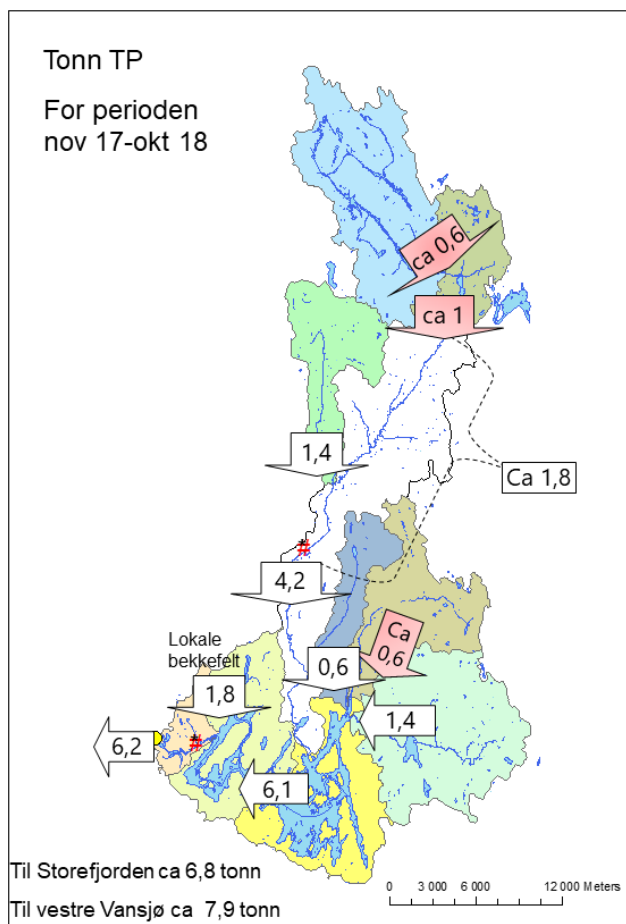 Tonn TP
For perioden
nov 17-okt 18
ca 0,6
ca 1
1,4
Ca 1,8
4,2
Ca
0,6
Lokale
bekkefelt
0,6
1,8
1,4
6,2
6,1
Til Storefjorden ca 6,8 tonn
Til vestre Vansjø ca 7,9 tonn
0 3 000 6 000 12 000 Meters